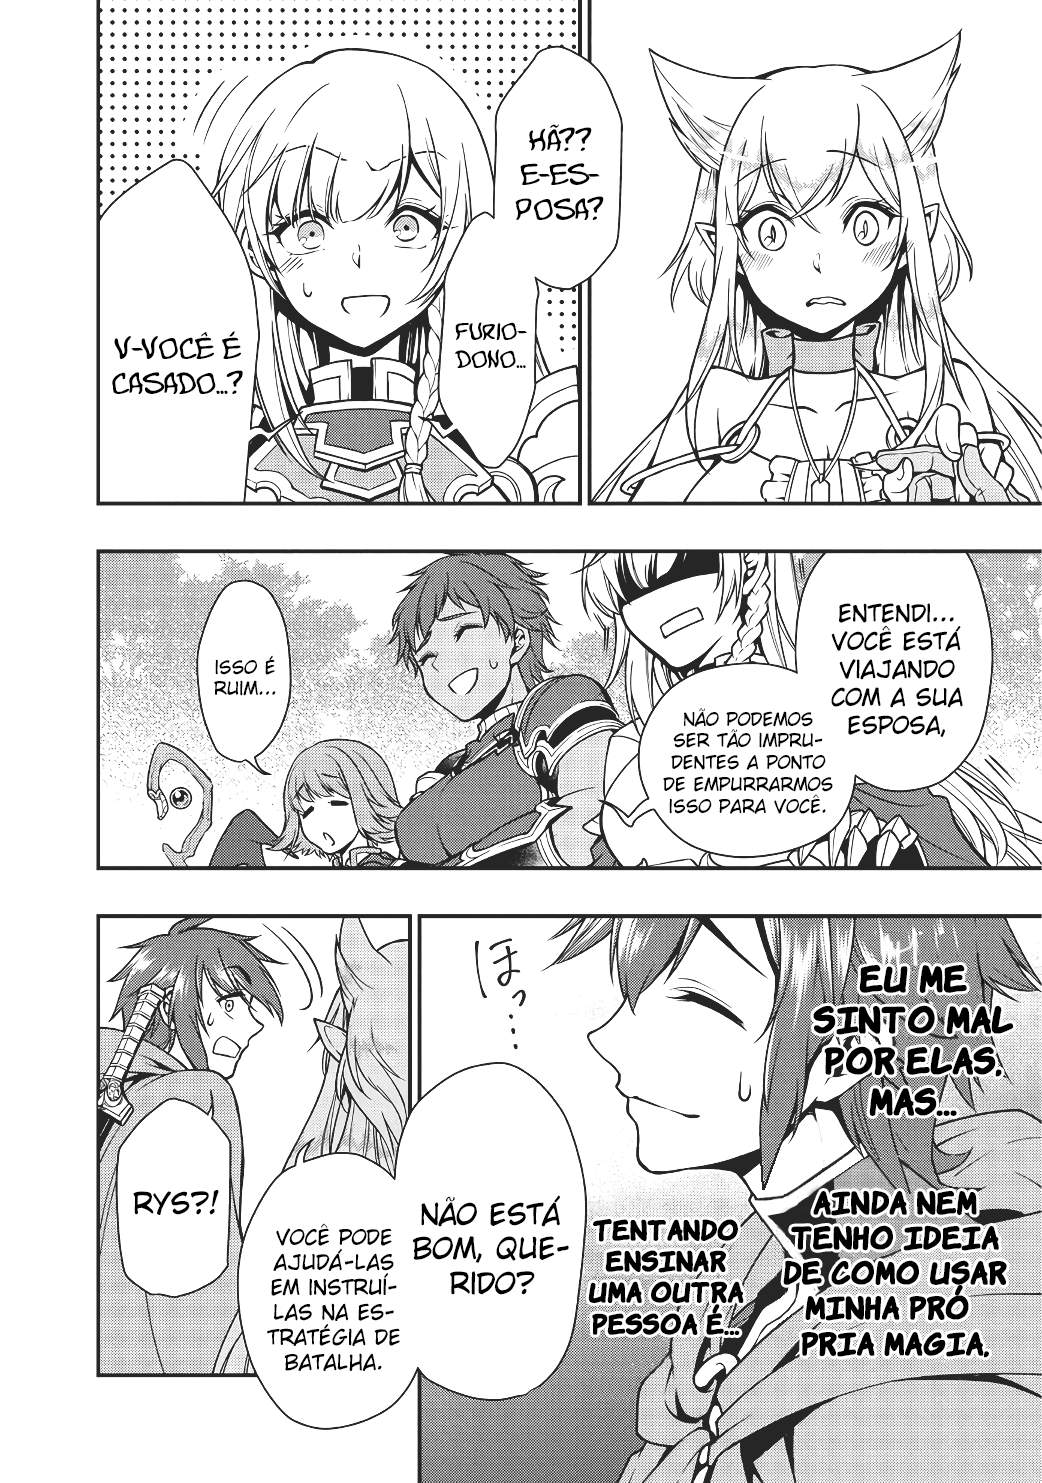 HÃ??
E-ES-
POSA?
FURIO-
DONO...
V-VOCÊ É
CASADO...?
ENTENDI...
VOCÊ ESTÁ
VIAJANDO
COM A SUA
ESPOSA,
NÃO PODEMOS
SER TÃO IMPRU-
DENTES A PONTO
DE EMPURRARMOS
ISSO PARA VOCÊ.
ISSO É
RUIM...
EU ME
SINTO MAL
POR ELAS.
MAS...
AINDA NEM
TENHO IDEIA
DE COMO USAR
MINHA PRÓ
PRIA MAGIA.
TENTANDO
ENSINAR
UMA OUTRA
PESSOA É...
ほっ…
NÃO ESTÁ
BOM, QUE-
RIDO?
VOCÊ PODE
AJUDÁ-LAS
EM INSTRUÍ-
LAS NA ES-
TRATÉGIA DE
BATALHA.
RYS?!